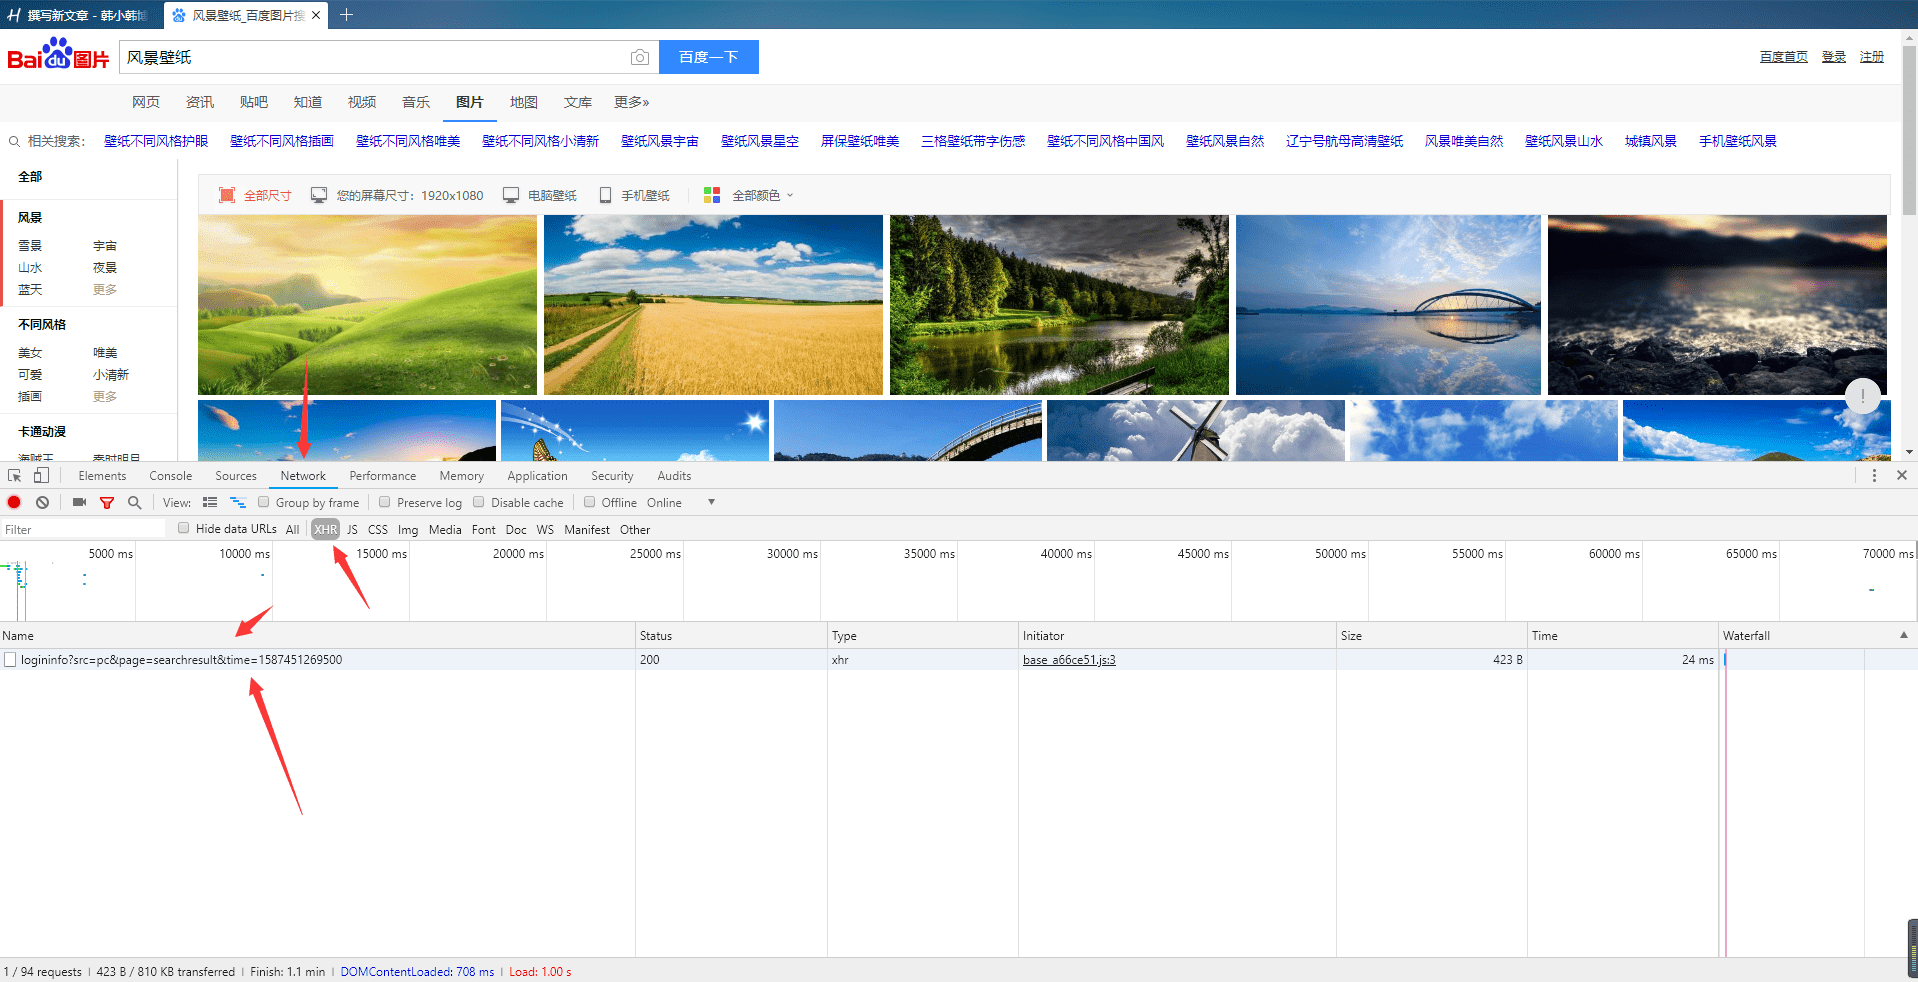 撰写新文章 - 韩小韩博
风景壁纸_百度图片搜
Bai du 图片
风景壁纸
百度一下
百度首页 登录 注册
网页 资讯 贴吧 知道 视频 音乐 图片 地图 文库 更多»
相关搜索: 壁纸不同风格护眼 壁纸不同风格插画 壁纸不同风格唯美 壁纸不同风格小清新 壁纸风景宇宙 壁纸风景星空 屏保壁纸唯美 三格壁纸带字伤感 壁纸不同风格中国风 壁纸风景自然 辽宁号航母高清壁纸 风景唯美自然 壁纸风景山水 城镇风景 手机壁纸风景
全部
风景
雪景 宇宙
山水 夜景
蓝天 更多
不同风格
美女 唯美
可爱 小清新
插画 更多
卡通动漫
海贼王 秦时明月
全部尺寸 您的屏幕尺寸: 1920x1080 电脑壁纸 手机壁纸 全部颜色
Elements Console Sources Network Performance Memory Application Security Audits
View: Group by frame Preserve log Disable cache Offline Online
Filter Hide data URLs All XHR JS CSS Img Media Font Doc WS Manifest Other
5000 ms 10000 ms 15000 ms 20000 ms 25000 ms 30000 ms 35000 ms 40000 ms 45000 ms 50000 ms 55000 ms 60000 ms 65000 ms 70000 ms
Name Status Type Initiator Size Time Waterfall
logininfo?src=pc&page=searchresult&time=1587451269500 200 xhr base_a66ce51.js:3 423 B 24 ms
1 / 94 requests | 423 B / 810 KB transferred | Finish: 1.1 min | DOMContentLoaded: 708 ms | Load: 1.00 s